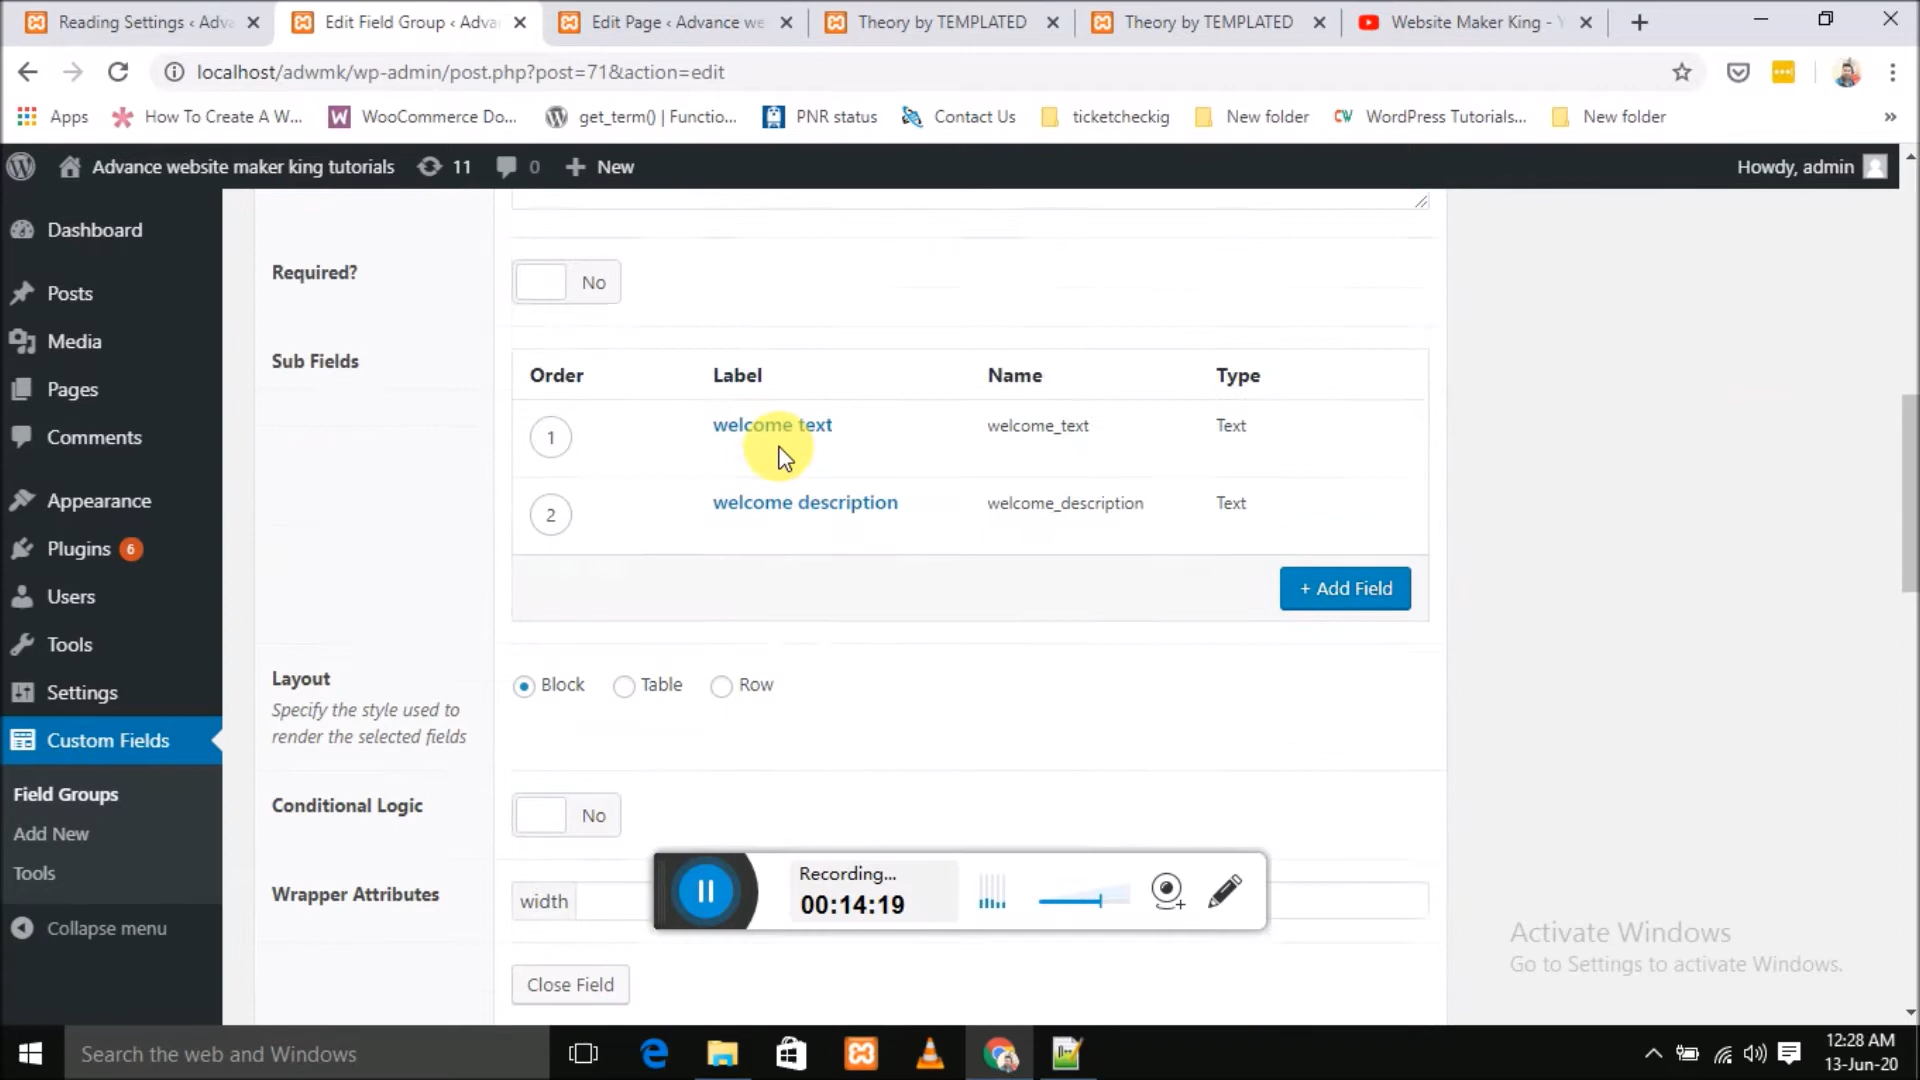 Reading Settings ‹ Adva
Edit Field Group ‹ Advan
Edit Page ‹ Advance we
Theory by TEMPLATED
Theory by TEMPLATED
Website Maker King - Y
localhost/adwmk/wp-admin/post.php?post=71&action=edit
Apps
How To Create A W...
WooCommerce Do...
get_term() | Functio...
PNR status
Contact Us
ticketcheckig
New folder
WordPress Tutorials...
New folder
»
Advance website maker king tutorials
11
0
New
Howdy, admin
Dashboard
Posts
Media
Pages
Comments
Appearance
Plugins 6
Users
Tools
Settings
Custom Fields
Field Groups
Add New
Tools
Collapse menu
Required?
No
Sub Fields
Order Label Name Type
1 welcome text welcome_text Text
2 welcome description welcome_description Text
+ Add Field
Layout
Specify the style used to
render the selected fields
Block Table Row
Conditional Logic
No
Wrapper Attributes
width
Close Field
Recording...
00:14:19
Activate Windows
Go to Settings to activate Windows.
Search the web and Windows
12:28 AM
13-Jun-20